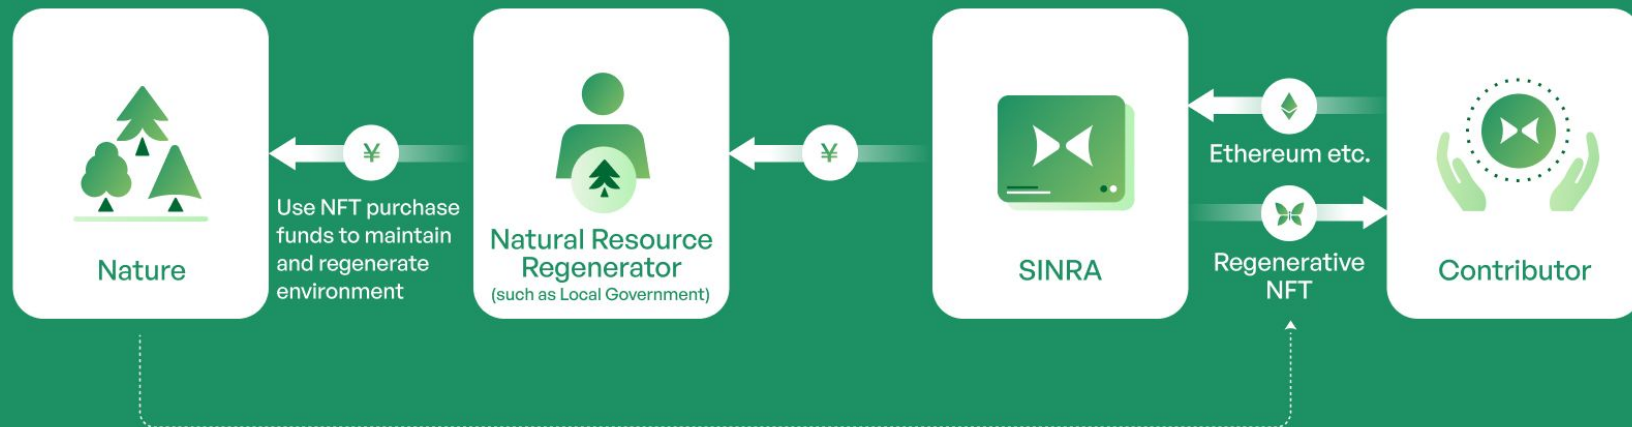 Nature
¥
Use NFT purchase
funds to maintain
and regenerate
environment
Natural Resource
Regenerator
(such as Local Government)
¥
SINRA
Ethereum etc.
Regenerative
NFT
Contributor